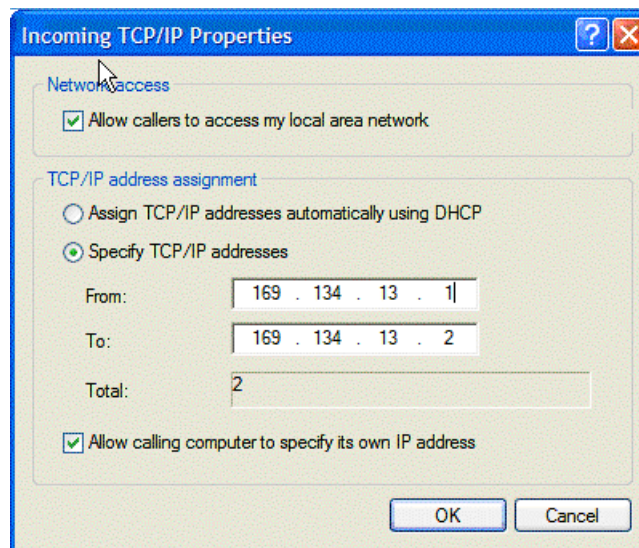 Incoming TCP/IP Properties
Network access
Allow callers to access my local area network
TCP/IP address assignment
Assign TCP/IP addresses automatically using DHCP
Specify TCP/IP addresses
From: 169 . 134 . 13 . 1
To: 169 . 134 . 13 . 2
Total: 2
Allow calling computer to specify its own IP address
OK Cancel